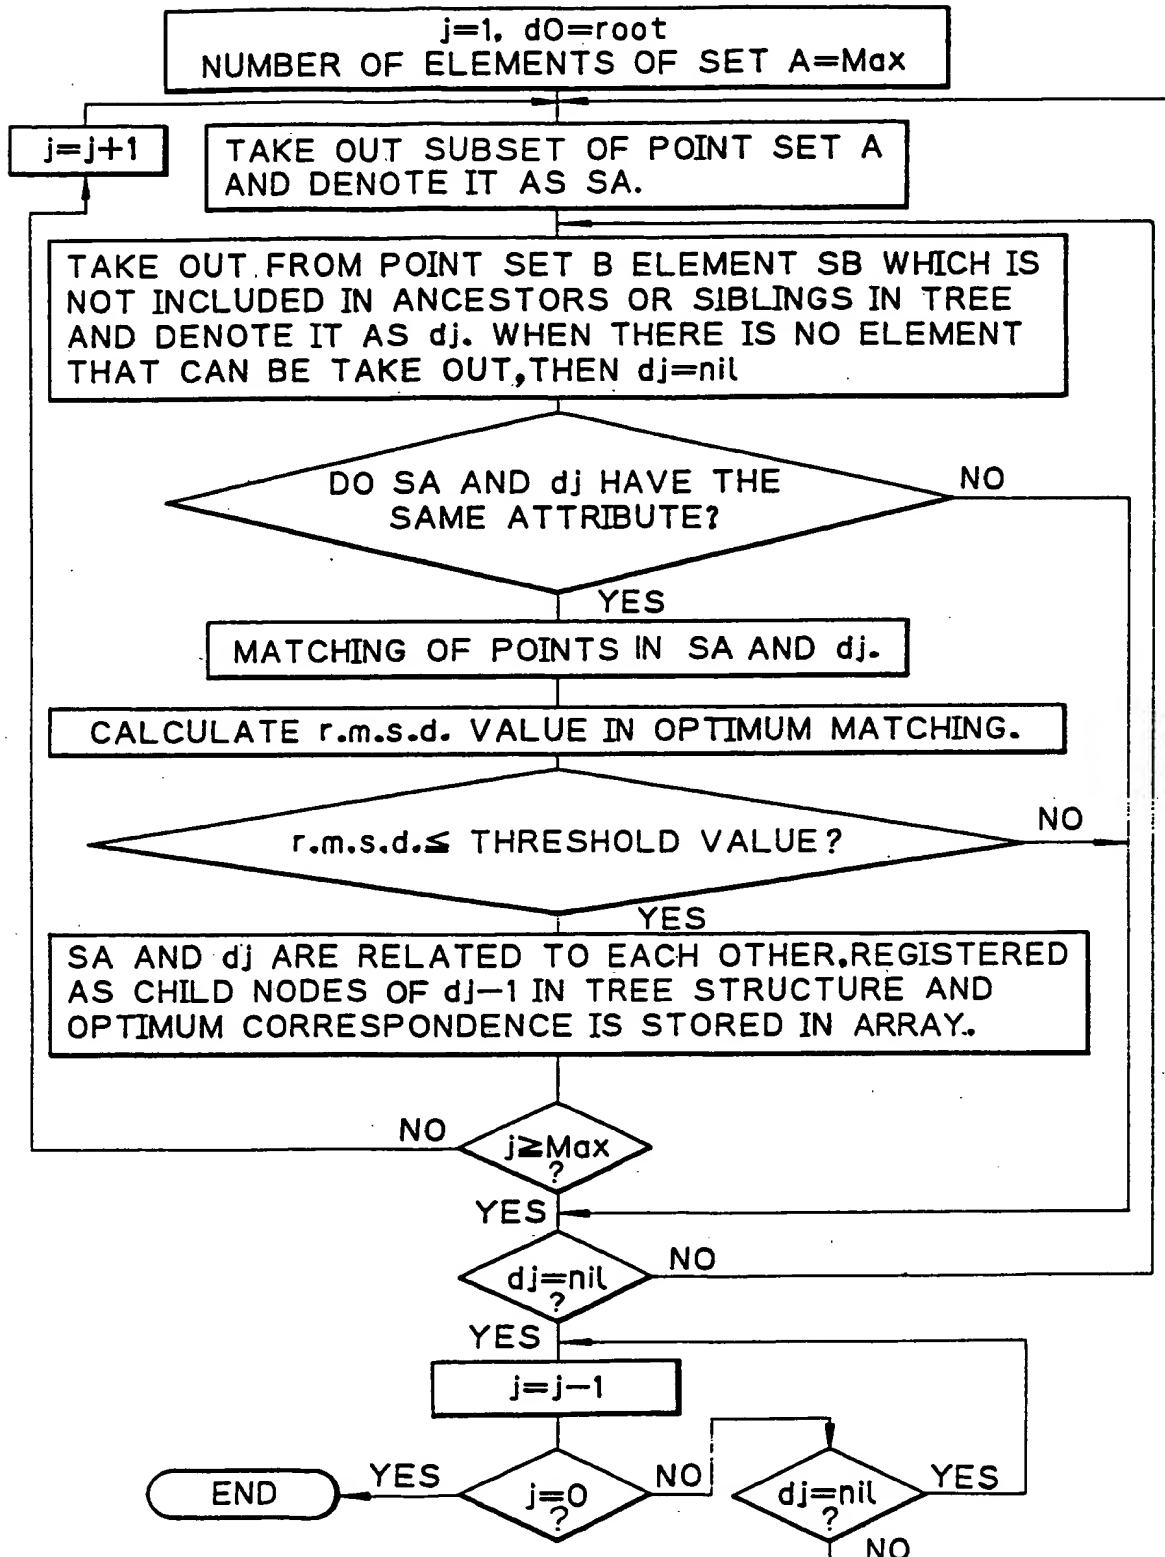 j=1, d0=root
NUMBER OF ELEMENTS OF SET A=Max
j=j+1
TAKE OUT SUBSET OF POINT SET A
AND DENOTE IT AS SA.
TAKE OUT FROM POINT SET B ELEMENT SB WHICH IS
NOT INCLUDED IN ANCESTORS OR SIBLINGS IN TREE
AND DENOTE IT AS dj. WHEN THERE IS NO ELEMENT
THAT CAN BE TAKE OUT, THEN dj=nil
DO SA AND dj HAVE THE
SAME ATTRIBUTE?
NO
YES
MATCHING OF POINTS IN SA AND dj.
CALCULATE r.m.s.d. VALUE IN OPTIMUM MATCHING.
r.m.s.d.≦ THRESHOLD VALUE?
NO
YES
SA AND dj ARE RELATED TO EACH OTHER.REGISTERED
AS CHILD NODES OF dj-1 IN TREE STRUCTURE AND
OPTIMUM CORRESPONDENCE IS STORED IN ARRAY..
NO
j≧Max
?
YES
dj=nil
?
NO
YES
j=j-1
END
YES
j=0
?
NO
dj=nil
?
YES
NO